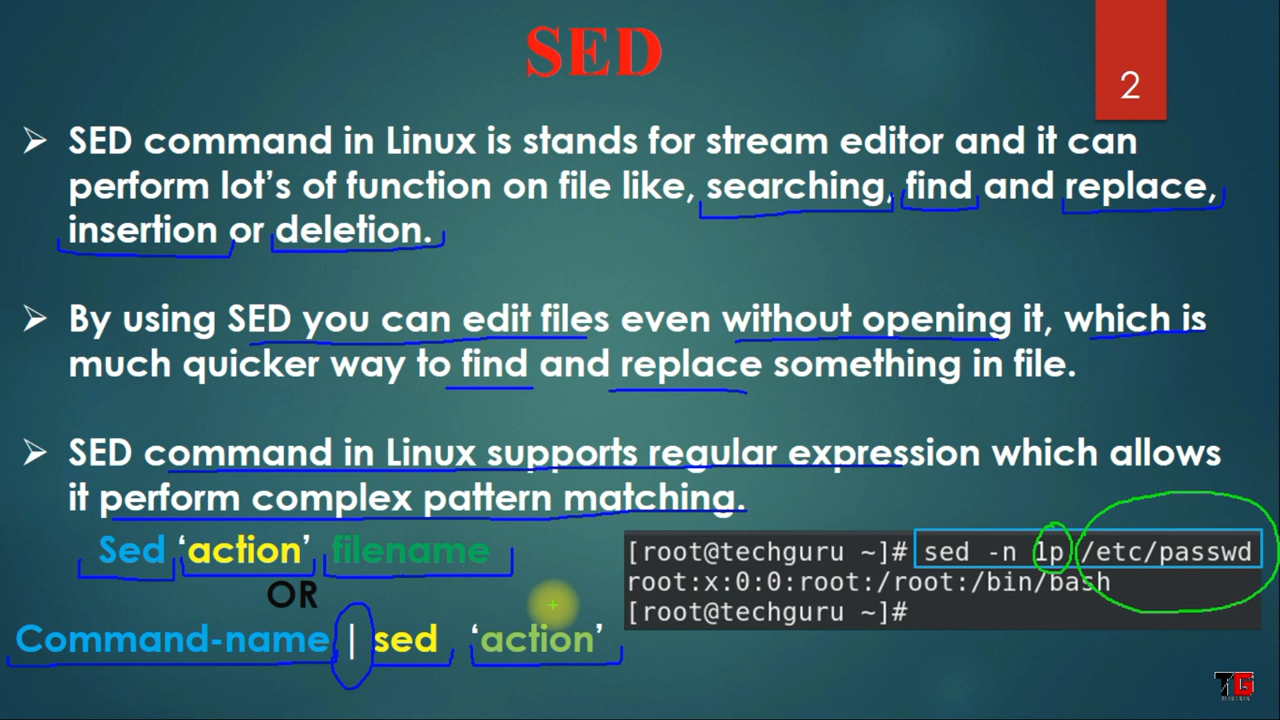 SED
2
SED command in Linux is stands for stream editor and it can
perform lot's of function on file like, searching, find and replace,
insertion or deletion.
By using SED you can edit files even without opening it, which is
much quicker way to find and replace something in file.
SED command in Linux supports regular expression which allows
it perform complex pattern matching.
Sed ‘action’ filename
OR
Command-name | sed ‘action’
[root@techguru ~]# sed -n 1p /etc/passwd
root:x:0:0:root:/root:/bin/bash
[root@techguru ~]#
TG